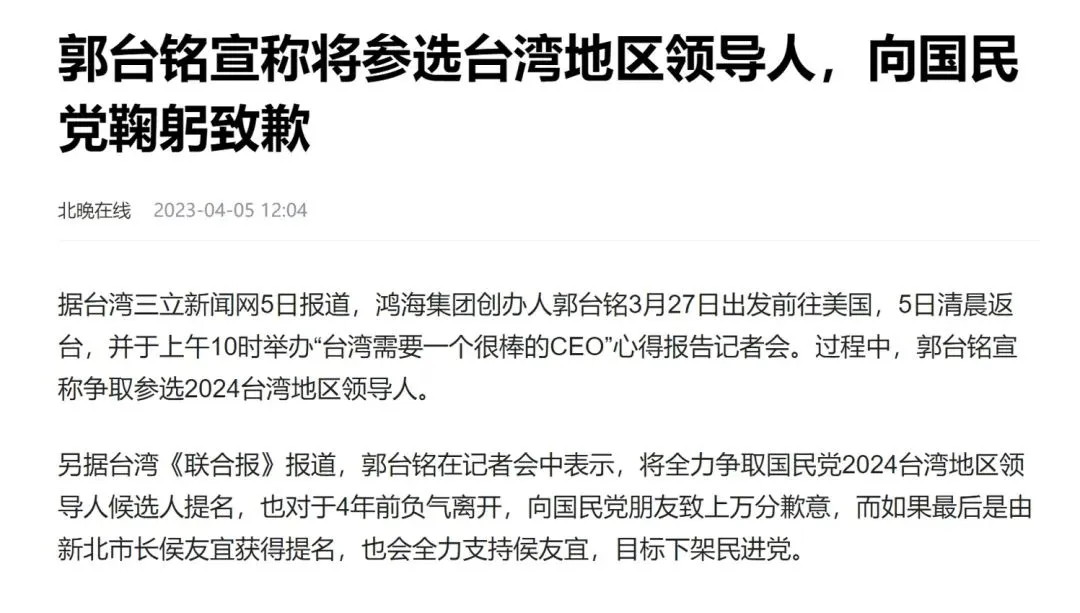 郭台铭宣称将参选台湾地区领导人，向国民
党鞠躬致歉
北晚在线 2023-04-05 12:04
据台湾三立新闻网5日报道，鸿海集团创办人郭台铭3月27日出发前往美国，5日清晨返
台，并于上午10时举办“台湾需要一个很棒的CEO”心得报告记者会。过程中，郭台铭宣
称争取参选2024台湾地区领导人。
另据台湾《联合报》报道，郭台铭在记者会中表示，将全力争取国民党2024台湾地区领
导人候选人提名，也对于4年前负气离开，向国民党朋友致上万分歉意，而如果最后是由
新北市长侯友宜获得提名，也会全力支持侯友宜，目标下架民进党。